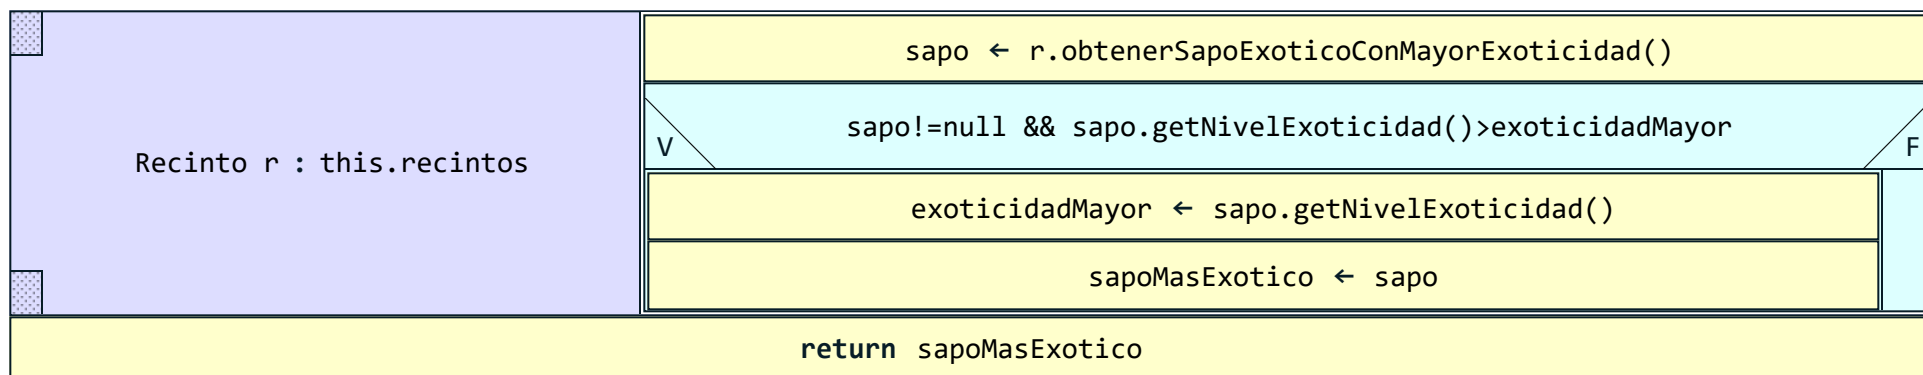 sapo ← r.obtenerSapoExoticoConMayorExoticidad()
sapo!=null && sapo.getNivelExoticidad()>exoticidadMayor
V
F
Recinto r : this.recintos
exoticidadMayor ← sapo.getNivelExoticidad()
sapoMasExotico ← sapo
return sapoMasExotico